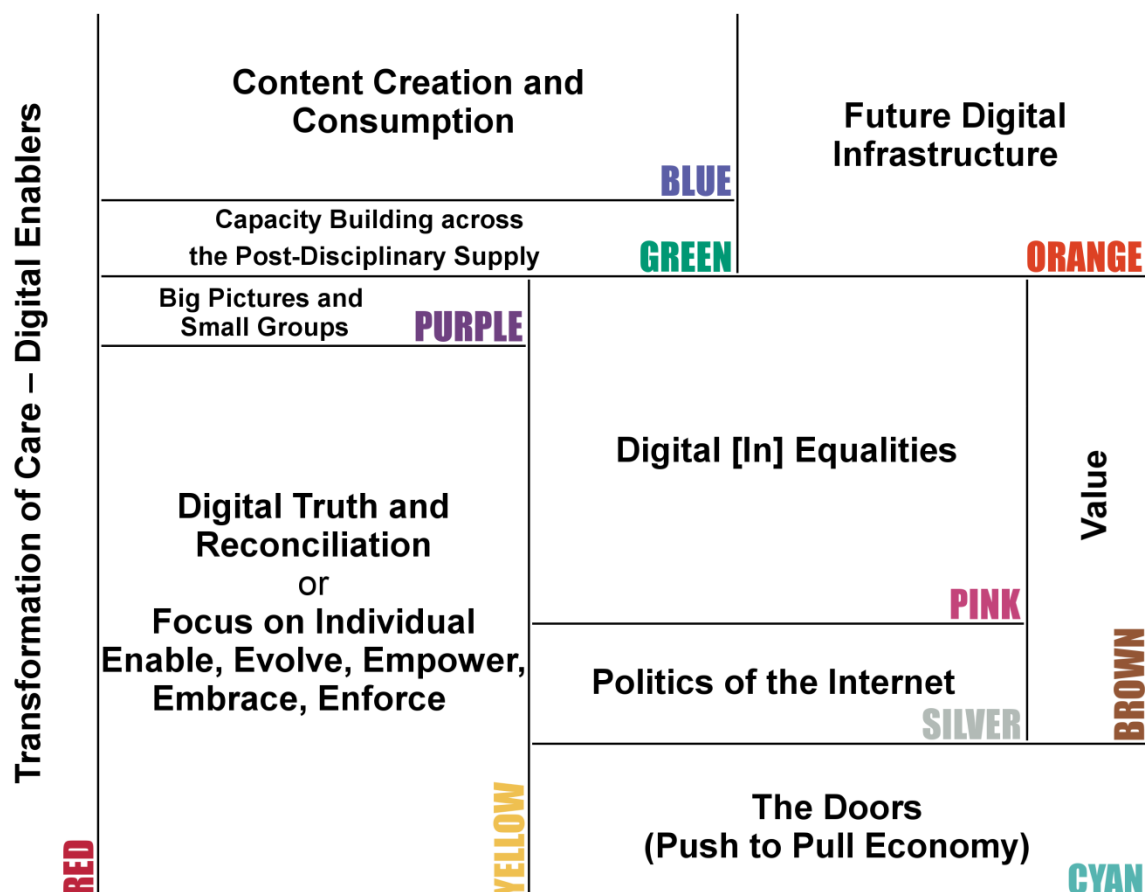 Transformation of Care – Digital Enablers
RED
Content Creation and
Consumption
BLUE
Future Digital
Infrastructure
ORANGE
Capacity Building across
the Post-Disciplinary Supply
GREEN
Big Pictures and
Small Groups
PURPLE
Digital Truth and
Reconciliation
or
Focus on Individual
Enable, Evolve, Empower,
Embrace, Enforce
YELLOW
Digital [In] Equalities
PINK
Value
BROWN
Politics of the Internet
SILVER
The Doors
(Push to Pull Economy)
CYAN